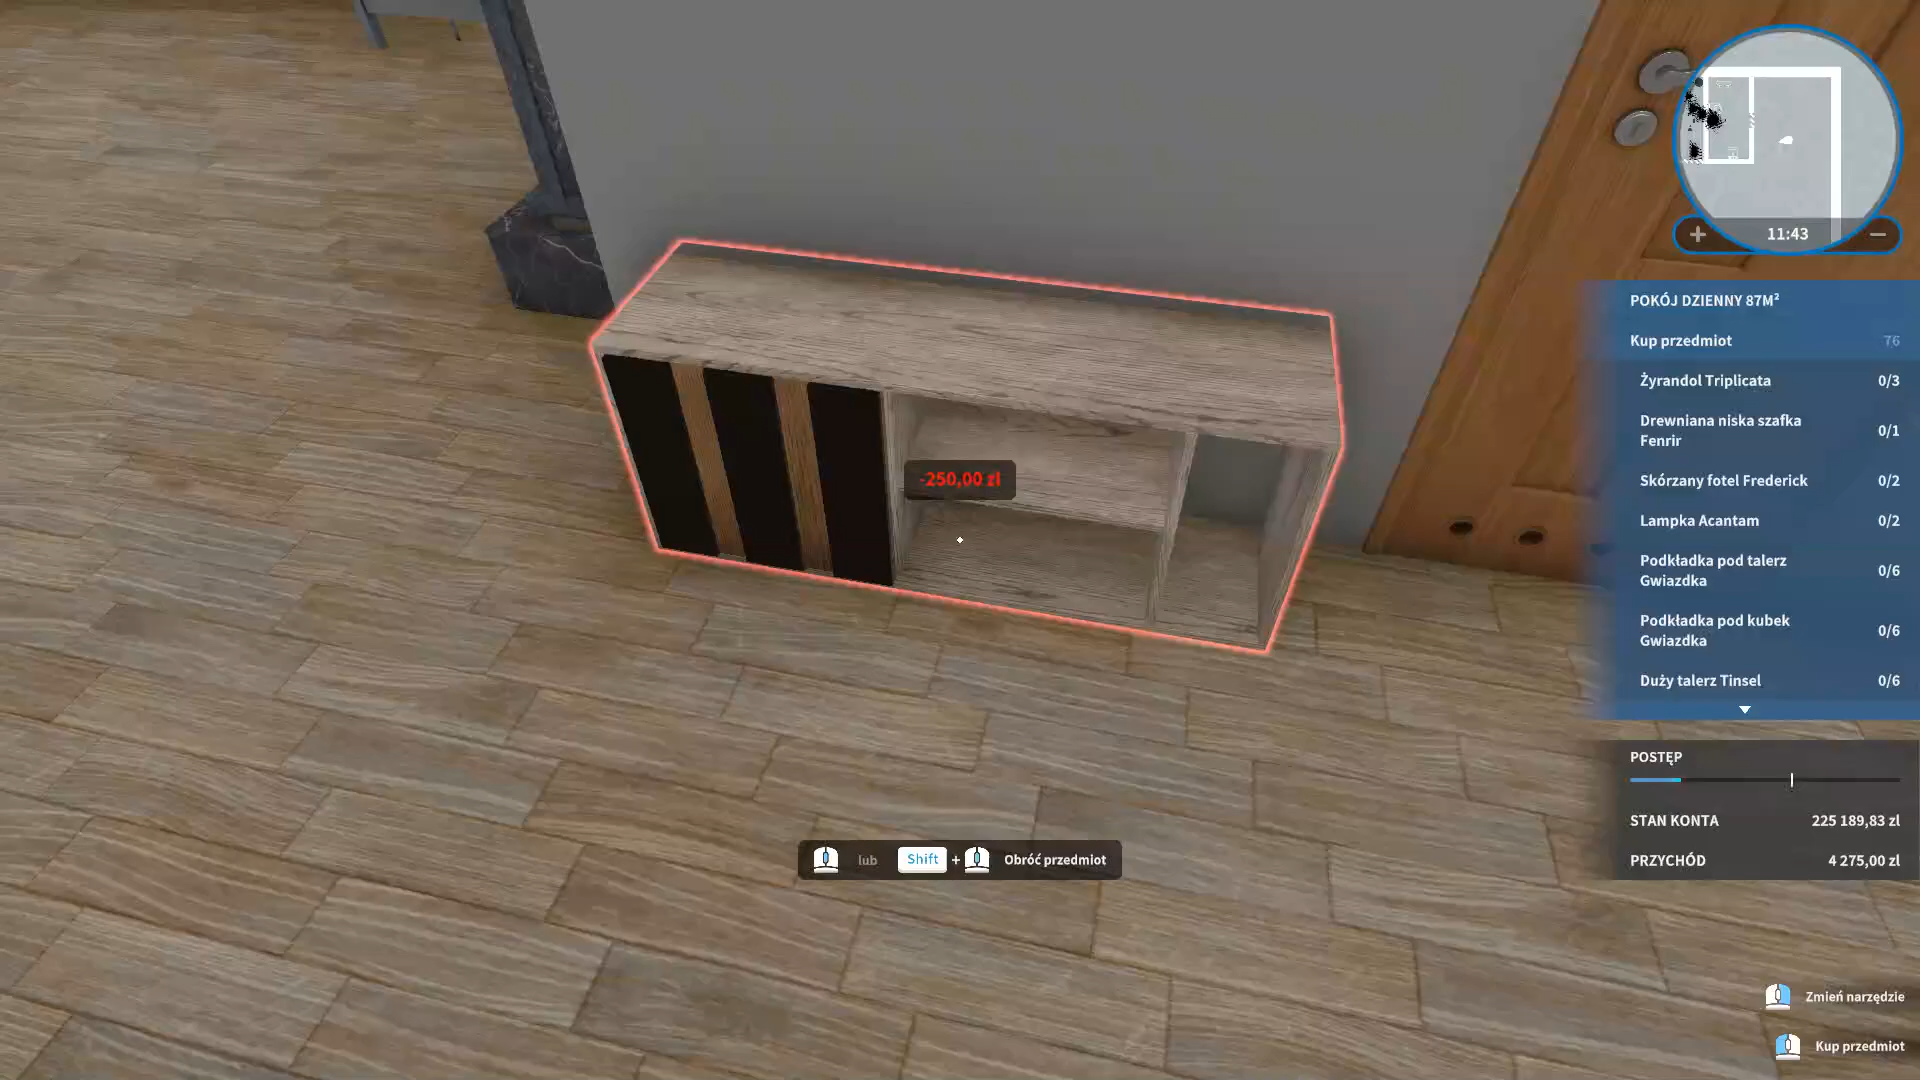 11:43
POKÓJ DZIENNY 87M²
Kup przedmiot 76
Żyrandol Triplicata 0/3
Drewniana niska szafka
Fenrir 0/1
Skórzany fotel Frederick 0/2
Lampka Acantam 0/2
Podkładka pod talerz
Gwiazdka 0/6
Podkładka pod kubek
Gwiazdka 0/6
Duży talerz Tinsel 0/6
-250,00 zl
POSTĘP
STAN KONTA 225 189,83 zl
PRZYCHÓD 4 275,00 zl
lub Shift + Obróć przedmiot
Zmień narzędzie
Kup przedmiot